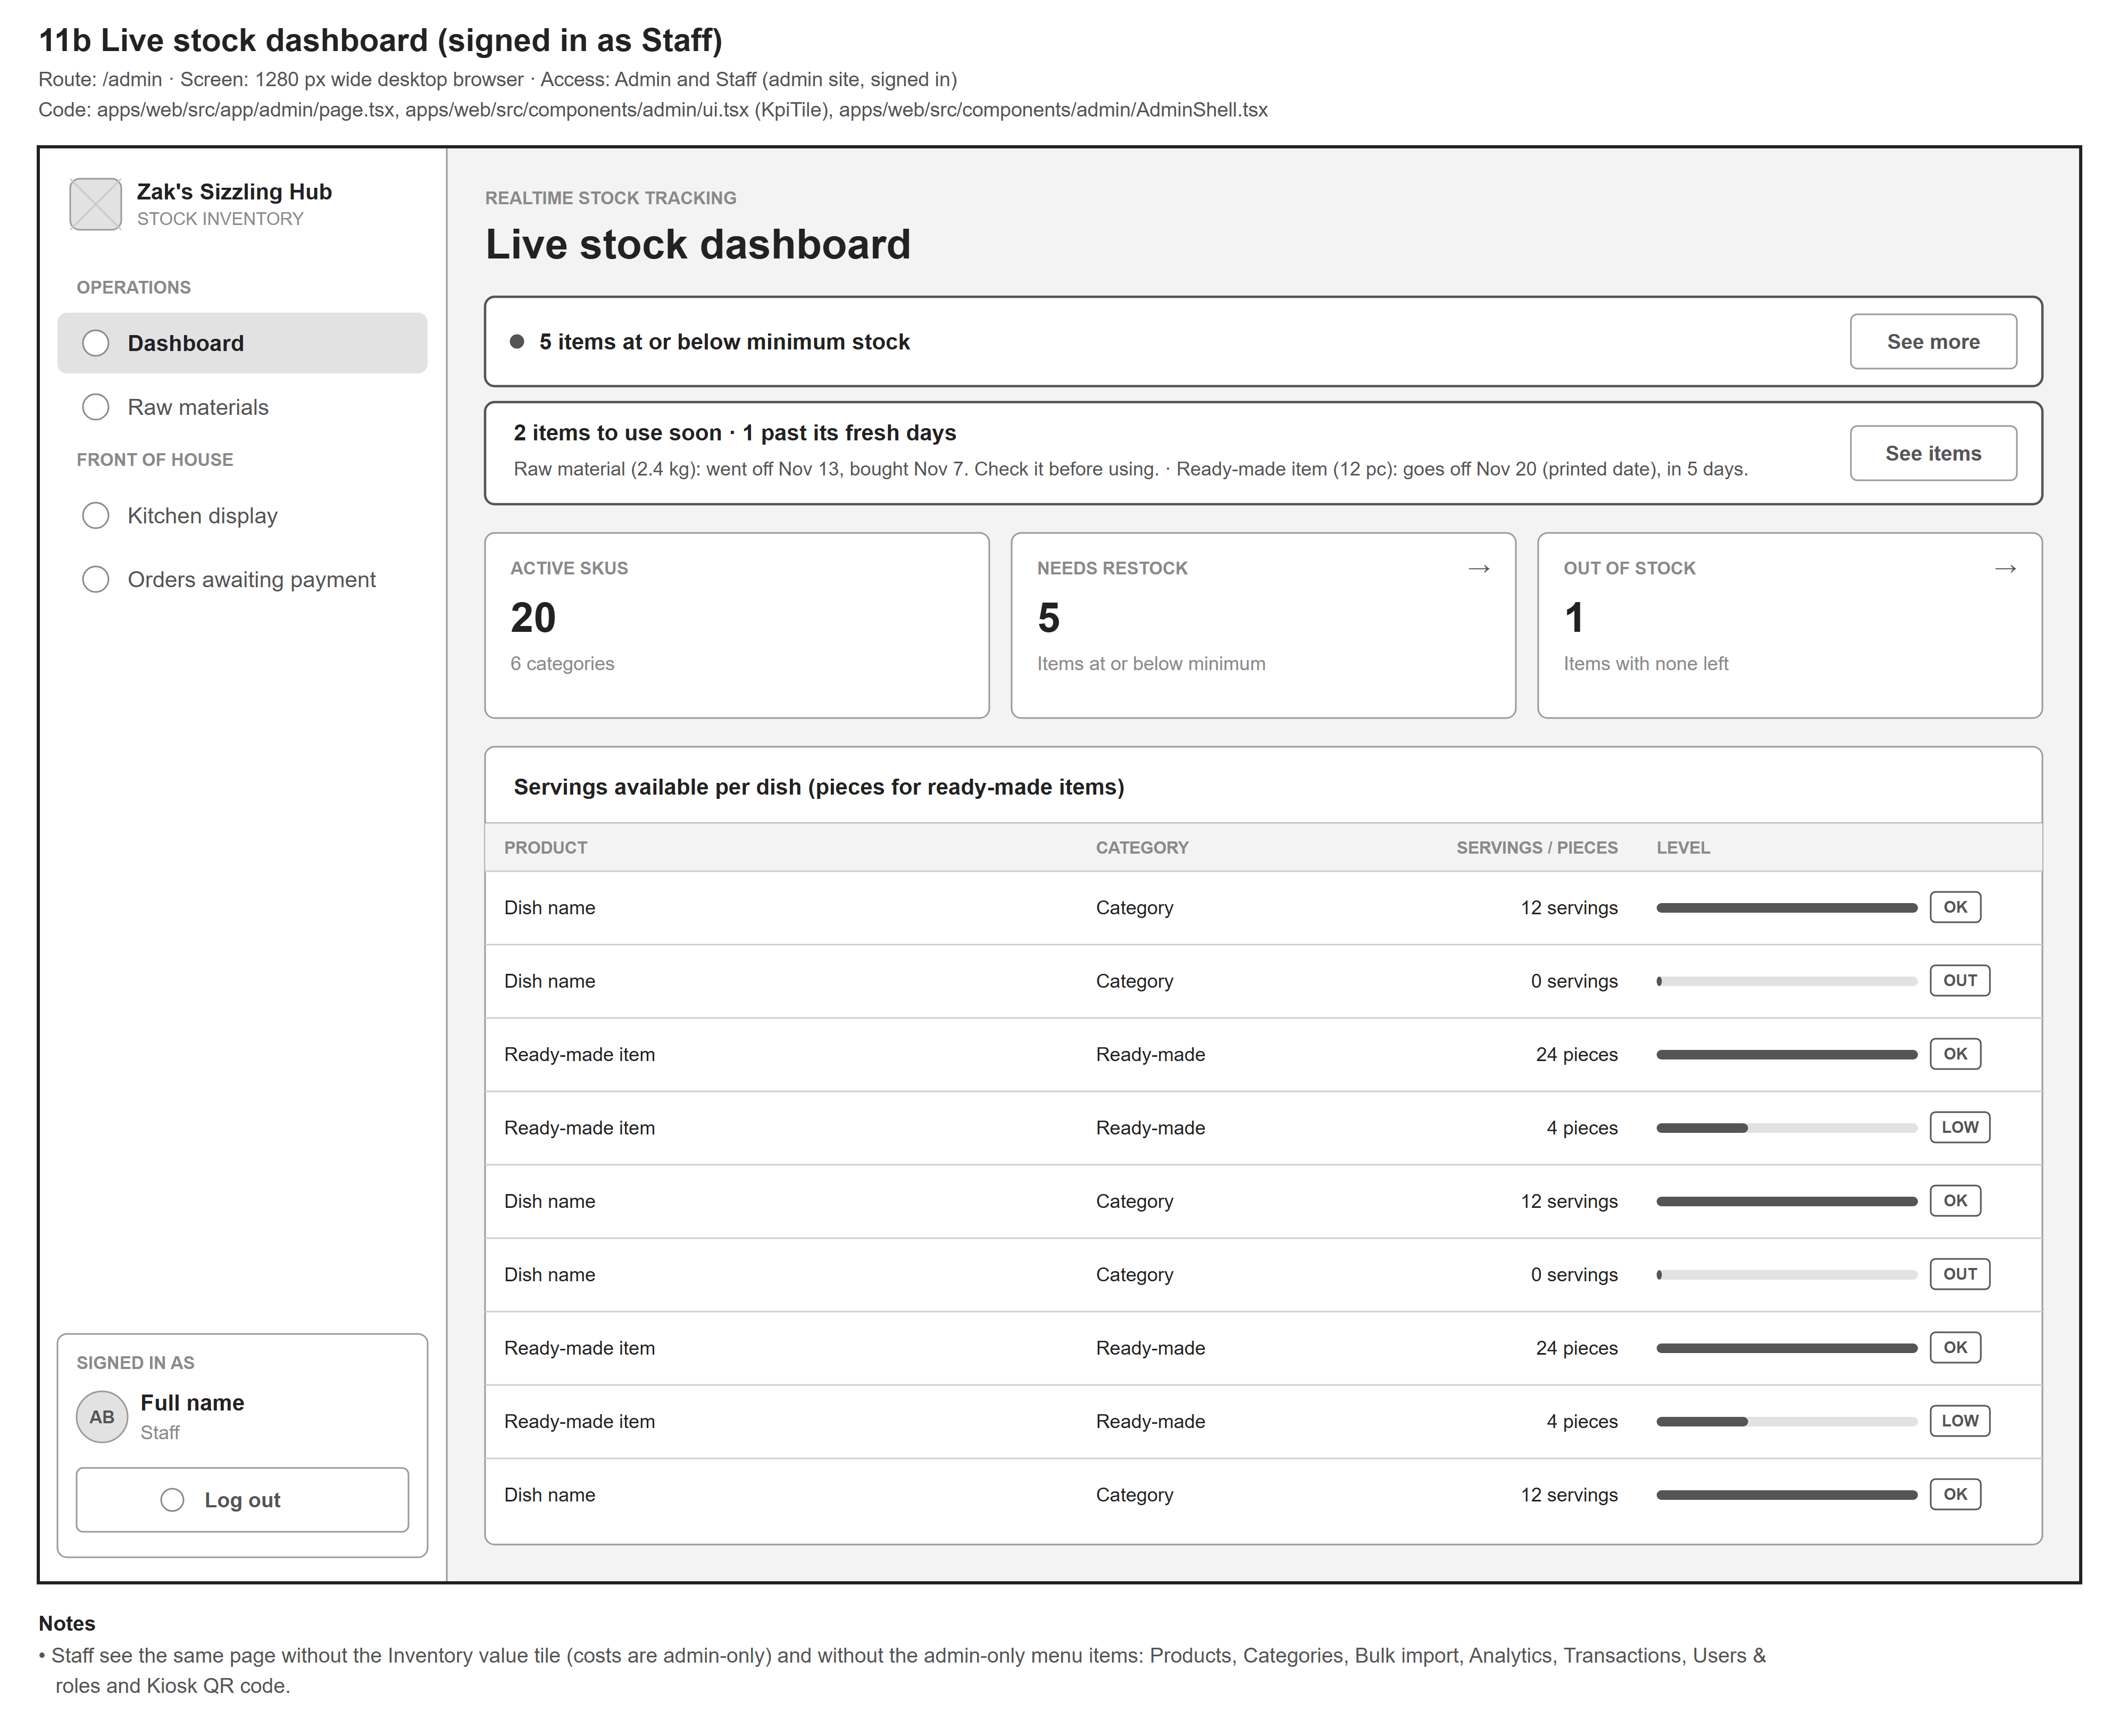 11b Live stock dashboard (signed in as Staff)
Route: /admin · Screen: 1280 px wide desktop browser · Access: Admin and Staff (admin site, signed in)
Code: apps/web/src/app/admin/page.tsx, apps/web/src/components/admin/ui.tsx (KpiTile), apps/web/src/components/admin/AdminShell.tsx
Zak's Sizzling Hub
STOCK INVENTORY
OPERATIONS
Dashboard
Raw materials
FRONT OF HOUSE
Kitchen display
Orders awaiting payment
SIGNED IN AS
AB
Full name
Staff
Log out
REALTIME STOCK TRACKING
Live stock dashboard
5 items at or below minimum stock
See more
2 items to use soon · 1 past its fresh days
Raw material (2.4 kg): went off Nov 13, bought Nov 7. Check it before using. · Ready-made item (12 pc): goes off Nov 20 (printed date), in 5 days.
See items
ACTIVE SKUS
20
6 categories
NEEDS RESTOCK →
5
Items at or below minimum
OUT OF STOCK →
1
Items with none left
Servings available per dish (pieces for ready-made items)
PRODUCT CATEGORY SERVINGS / PIECES LEVEL
Dish name Category 12 servings OK
Dish name Category 0 servings OUT
Ready-made item Ready-made 24 pieces OK
Ready-made item Ready-made 4 pieces LOW
Dish name Category 12 servings OK
Dish name Category 0 servings OUT
Ready-made item Ready-made 24 pieces OK
Ready-made item Ready-made 4 pieces LOW
Dish name Category 12 servings OK
Notes
• Staff see the same page without the Inventory value tile (costs are admin-only) and without the admin-only menu items: Products, Categories, Bulk import, Analytics, Transactions, Users &
roles and Kiosk QR code.